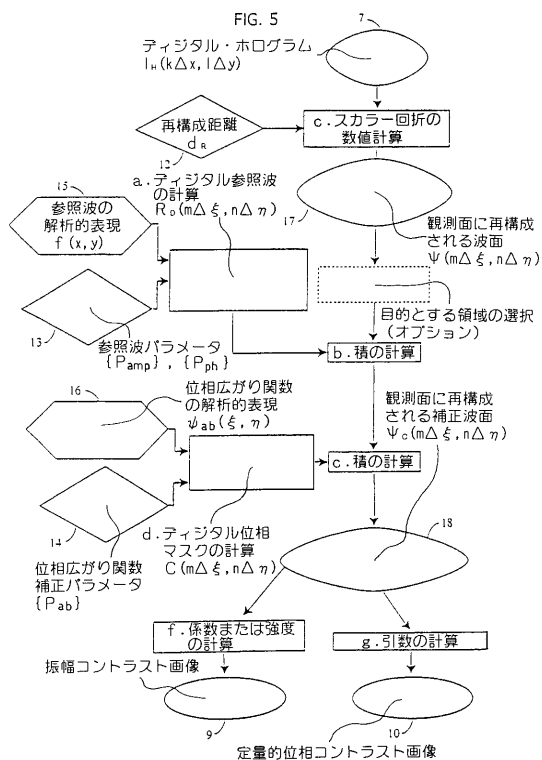 FIG. 5
7
ディジタル・ホログラム
I_H(kΔx,lΔy)
再構成距離
d_R
12
c.スカラー回折の
数値計算
15
a.ディジタル参照波
の計算
R_D(mΔξ,nΔη)
参照波の
解析的表現
f(x,y)
17
観測面に再構成
される波面
Ψ(mΔξ,nΔη)
13
目的とする領域の選択
(オプション)
参照波パラメータ
{P_amp},{P_ph}
b.積の計算
16
位相広がり関数
の解析的表現
ψ_ab(ξ,η)
観測面に再構成
される補正波面
Ψ_C(mΔξ,nΔη)
c.積の計算
14
d.ディジタル位相
マスクの計算
C(mΔξ,nΔη)
18
位相広がり関数
補正パラメータ
{P_ab}
f.係数または強度
の計算
g.引数の計算
振幅コントラスト画像
9
10
定量的位相コントラスト画像